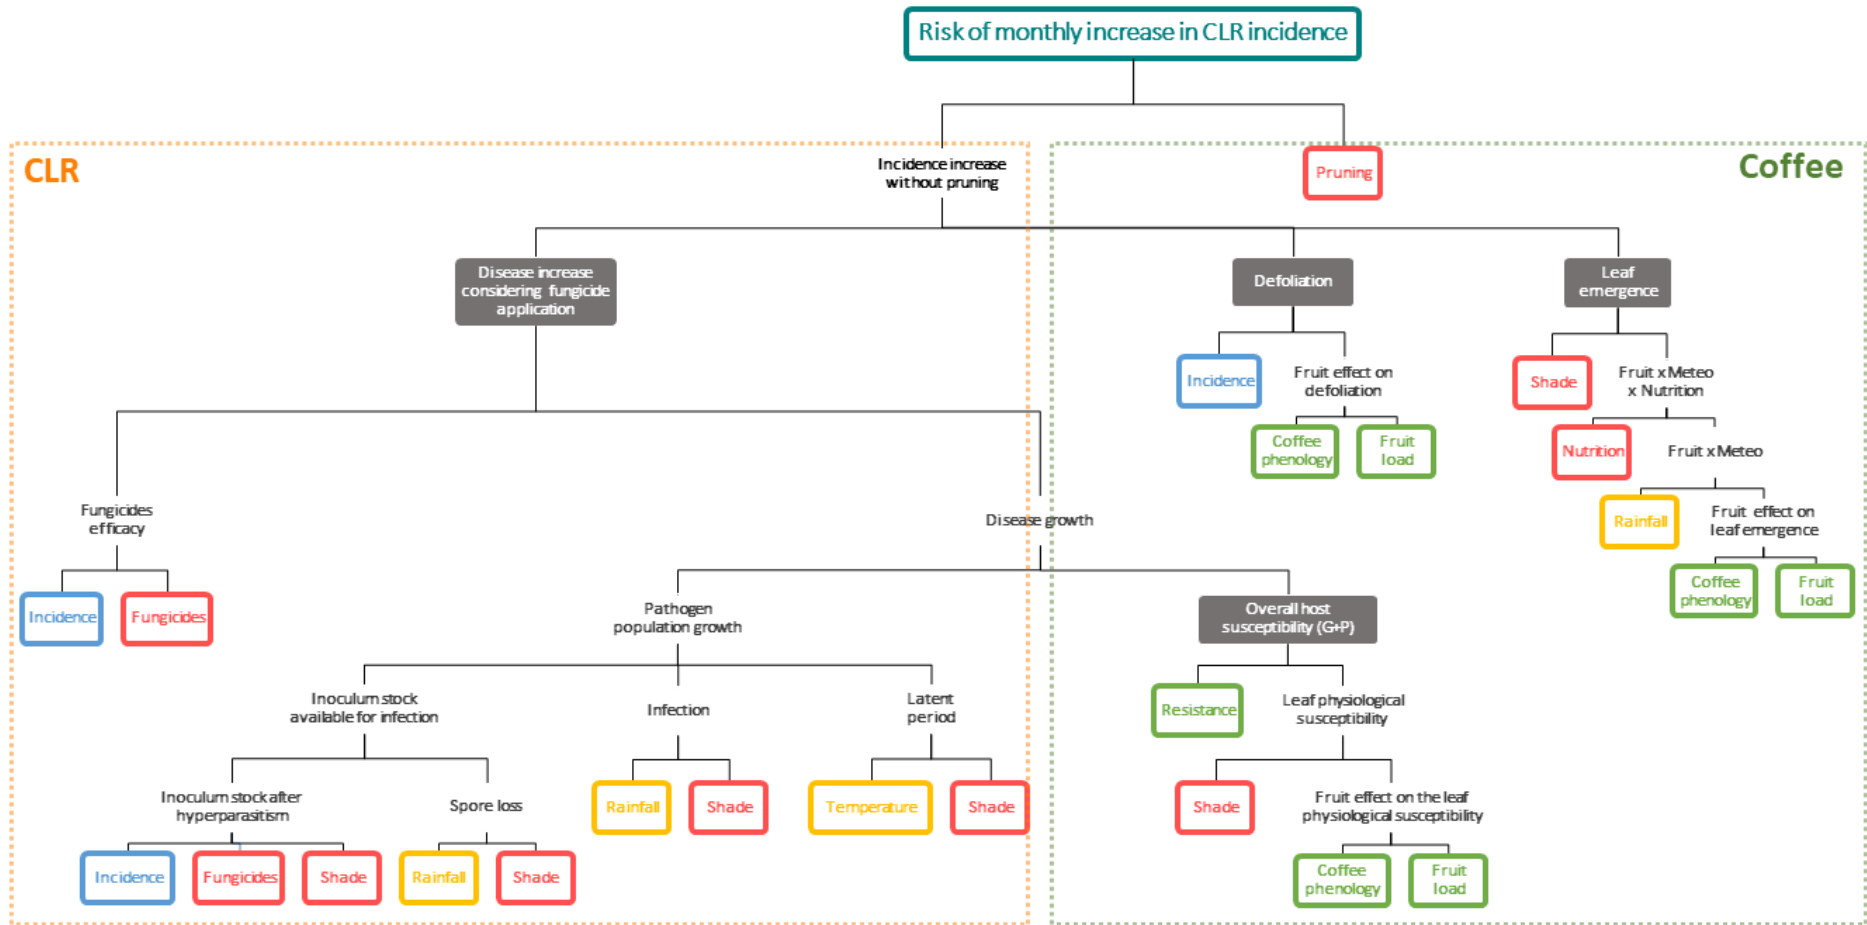 Risk of monthly increase in CLR incidence
CLR
Coffee
Incidence increase
without pruning
Pruning
Disease increase
considering fungicide
application
Defoliation
Leaf
emergence
Incidence
Fruit effect on
defoliation
Shade
Fruit x Meteo
x Nutrition
Coffee
phenology
Fruit
load
Nutrition
Fruit x Meteo
Rainfall
Fruit effect on
leaf emergence
Coffee
phenology
Fruit
load
Fungicides
efficacy
Disease growth
Incidence
Fungicides
Pathogen
population growth
Overall host
susceptibility (G+P)
Inoculum stock
available for infection
Infection
Latent
period
Resistance
Leaf physiological
susceptibility
Inoculum stock after
hyperparasitism
Spore loss
Rainfall
Shade
Temperature
Shade
Shade
Fruit effect on the leaf
physiological susceptibility
Incidence
Fungicides
Shade
Rainfall
Shade
Coffee
phenology
Fruit
load